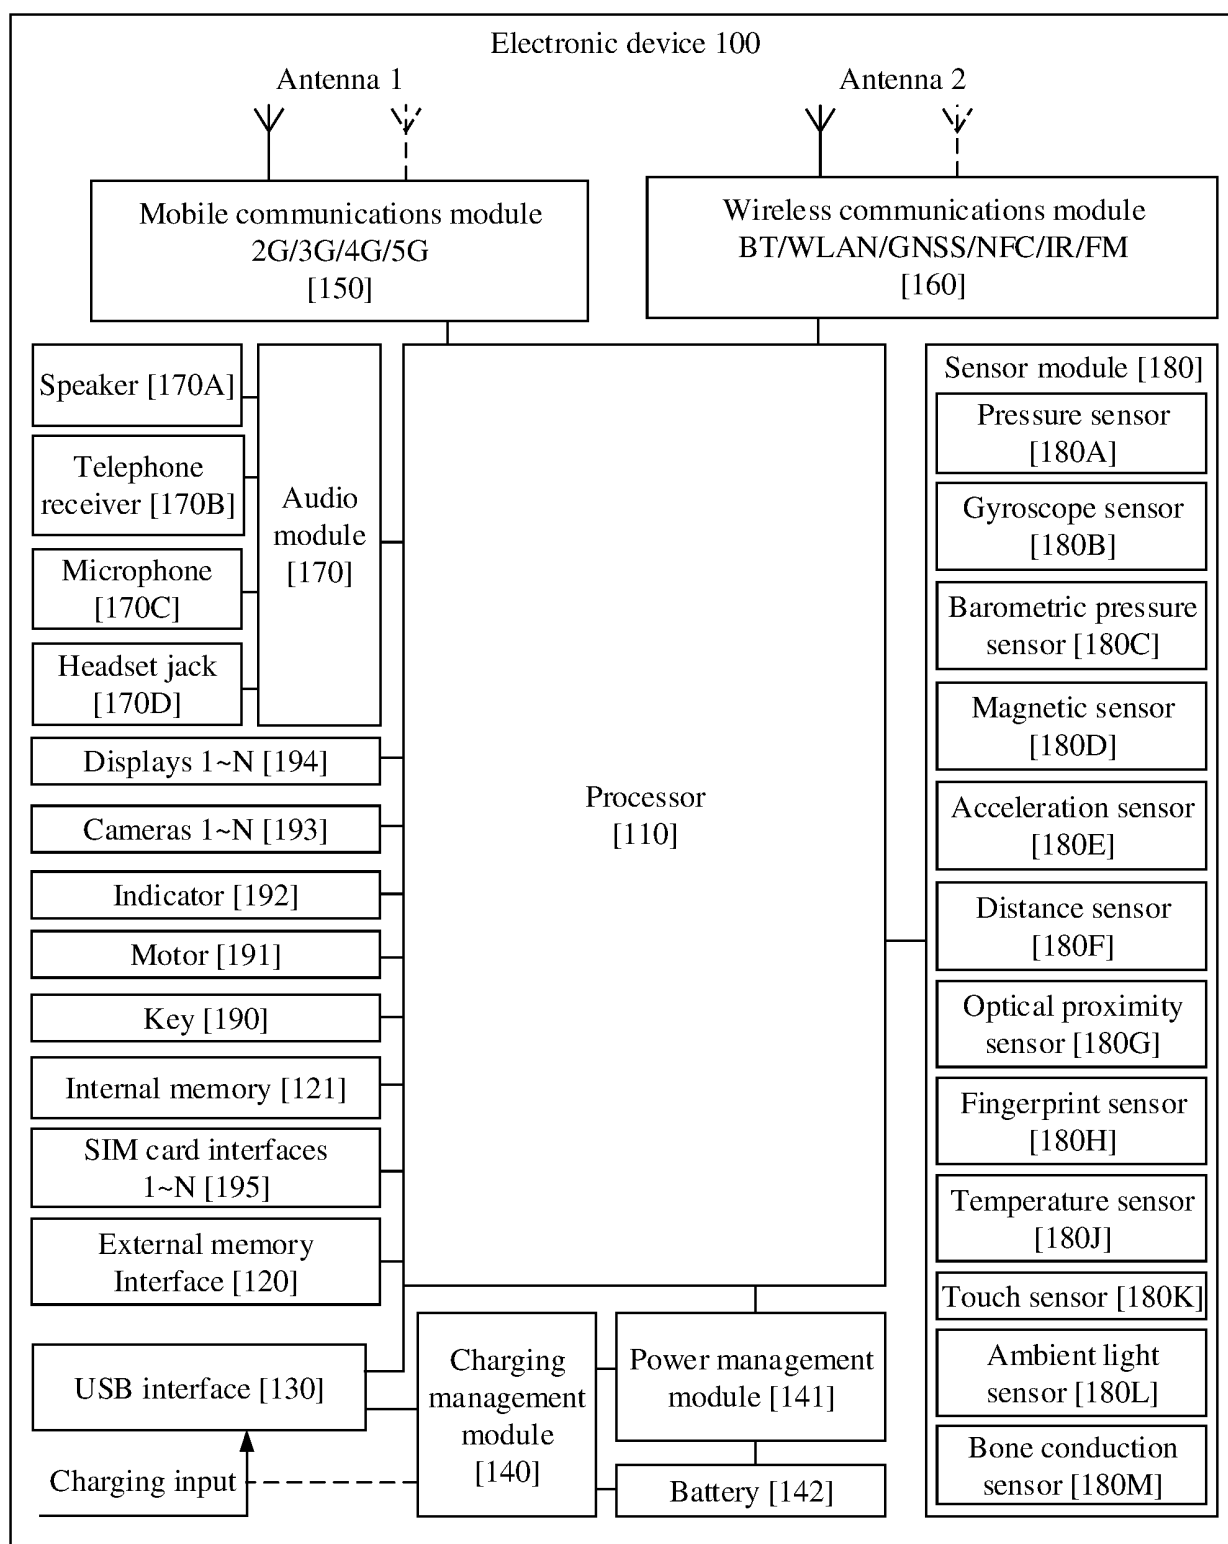 Electronic device 100
Antenna 1
Antenna 2
Mobile communications module
2G/3G/4G/5G
[150]
Wireless communications module
BT/WLAN/GNSS/NFC/IR/FM
[160]
Speaker [170A]
Telephone
receiver [170B]
Microphone
[170C]
Headset jack
[170D]
Audio
module
[170]
Displays 1~N [194]
Cameras 1~N [193]
Indicator [192]
Motor [191]
Key [190]
Internal memory [121]
SIM card interfaces
1~N [195]
External memory
Interface [120]
USB interface [130]
Charging input
Processor
[110]
Charging
management
module
[140]
Power management
module [141]
Battery [142]
Sensor module [180]
Pressure sensor
[180A]
Gyroscope sensor
[180B]
Barometric pressure
sensor [180C]
Magnetic sensor
[180D]
Acceleration sensor
[180E]
Distance sensor
[180F]
Optical proximity
sensor [180G]
Fingerprint sensor
[180H]
Temperature sensor
[180J]
Touch sensor [180K]
Ambient light
sensor [180L]
Bone conduction
sensor [180M]